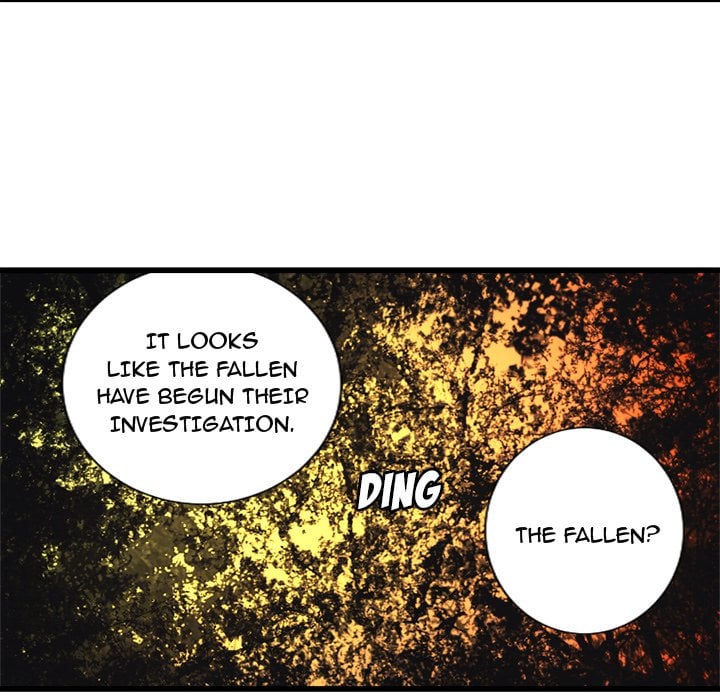 IT LOOKS
LIKE THE FALLEN
HAVE BEGUN THEIR
INVESTIGATION.
DING
THE FALLEN?